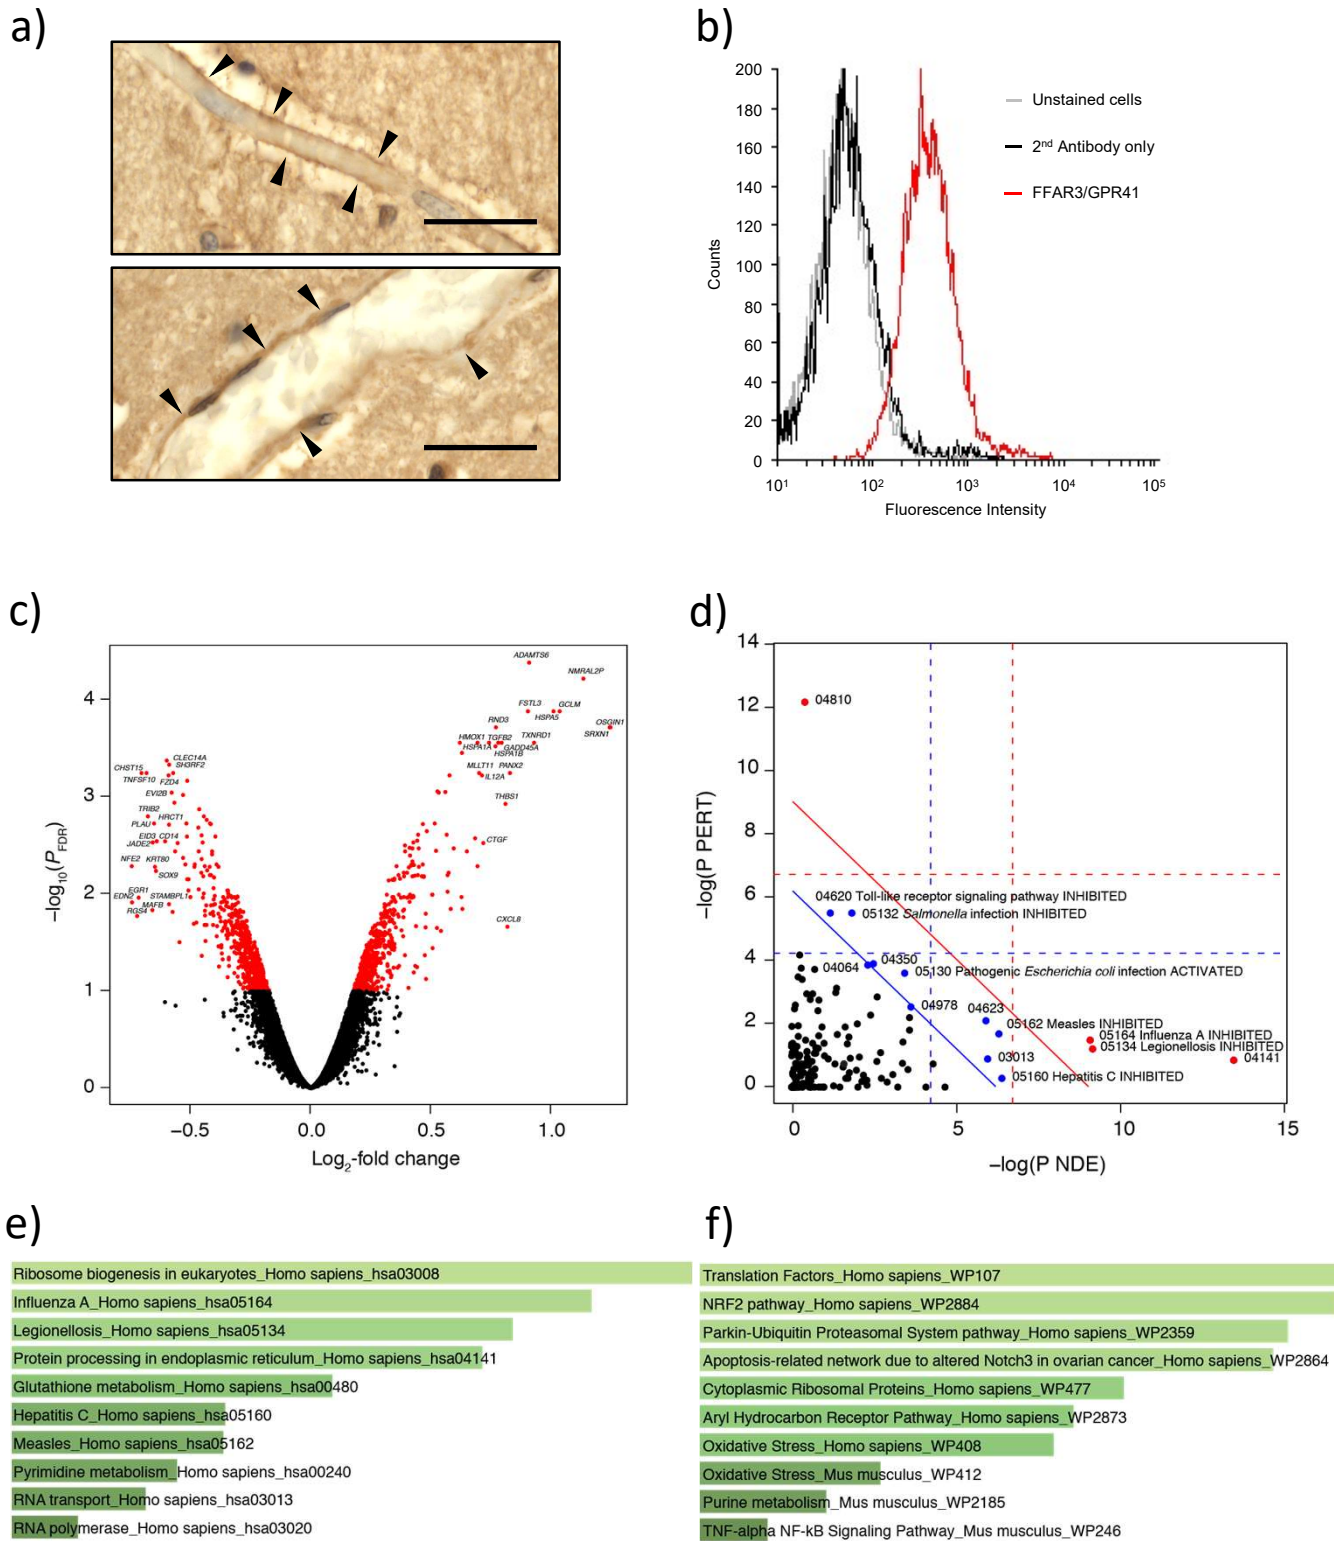 a)
b)
200
180
160
140
120
100
80
60
40
20
0
Counts
10¹
10²
10³
10⁴
10⁵
Fluorescence Intensity
Unstained cells
2nd Antibody only
FFAR3/GPR41
c)
4
3
2
1
0
−log10(PFDR)
−0.5
0.0
0.5
1.0
Log2-fold change
ADAMTS6
NMRAL2P
FSTL3
GCLM
HSPA5
OSGIN1
RND3
SRXN1
HMOX1
TGFB2
TXNRD1
HSPA1A
GADD45A
HSPA1B
MLLT11
PANX2
IL12A
THBS1
CTGF
CXCL8
CLEC14A
SH3RF2
CHST15
TNFSF10
FZD4
EVI2B
TRIB2
HRCT1
PLAU
EID3
CD14
JADE2
NFE2
KRT80
SOX9
EGR1
STAMBPL1
EDN2
MAFB
RGS4
d)
14
12
10
8
6
4
2
0
−log(P PERT)
0
5
10
15
−log(P NDE)
04810
04620 Toll-like receptor signaling pathway INHIBITED
05132 Salmonella infection INHIBITED
04350
04064
05130 Pathogenic Escherichia coli infection ACTIVATED
04978
04623
05162 Measles INHIBITED
05164 Influenza A INHIBITED
05134 Legionellosis INHIBITED
03013
04141
05160 Hepatitis C INHIBITED
e)
Ribosome biogenesis in eukaryotes_Homo sapiens_hsa03008
Influenza A_Homo sapiens_hsa05164
Legionellosis_Homo sapiens_hsa05134
Protein processing in endoplasmic reticulum_Homo sapiens_hsa04141
Glutathione metabolism_Homo sapiens_hsa00480
Hepatitis C_Homo sapiens_hsa05160
Measles_Homo sapiens_hsa05162
Pyrimidine metabolism_Homo sapiens_hsa00240
RNA transport_Homo sapiens_hsa03013
RNA polymerase_Homo sapiens_hsa03020
f)
Translation Factors_Homo sapiens_WP107
NRF2 pathway_Homo sapiens_WP2884
Parkin-Ubiquitin Proteasomal System pathway_Homo sapiens_WP2359
Apoptosis-related network due to altered Notch3 in ovarian cancer_Homo sapiens_WP2864
Cytoplasmic Ribosomal Proteins_Homo sapiens_WP477
Aryl Hydrocarbon Receptor Pathway_Homo sapiens_WP2873
Oxidative Stress_Homo sapiens_WP408
Oxidative Stress_Mus musculus_WP412
Purine metabolism_Mus musculus_WP2185
TNF-alpha NF-kB Signaling Pathway_Mus musculus_WP246